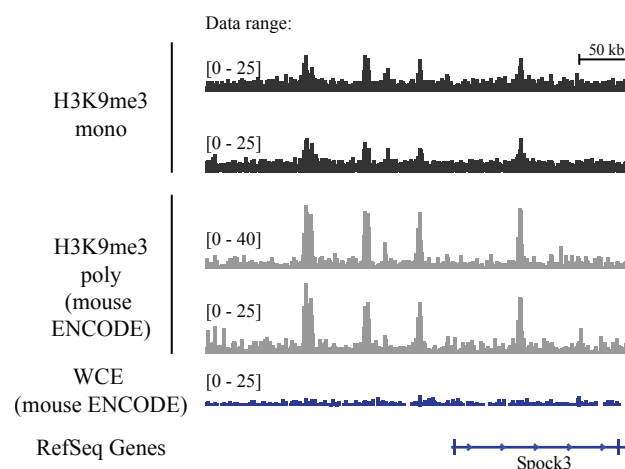 Data range:
50 kb
[0 - 25]
H3K9me3
mono
[0 - 25]
[0 - 40]
H3K9me3
poly
(mouse
ENCODE)
[0 - 25]
WCE
(mouse ENCODE)
[0 - 25]
RefSeq Genes
Spock3